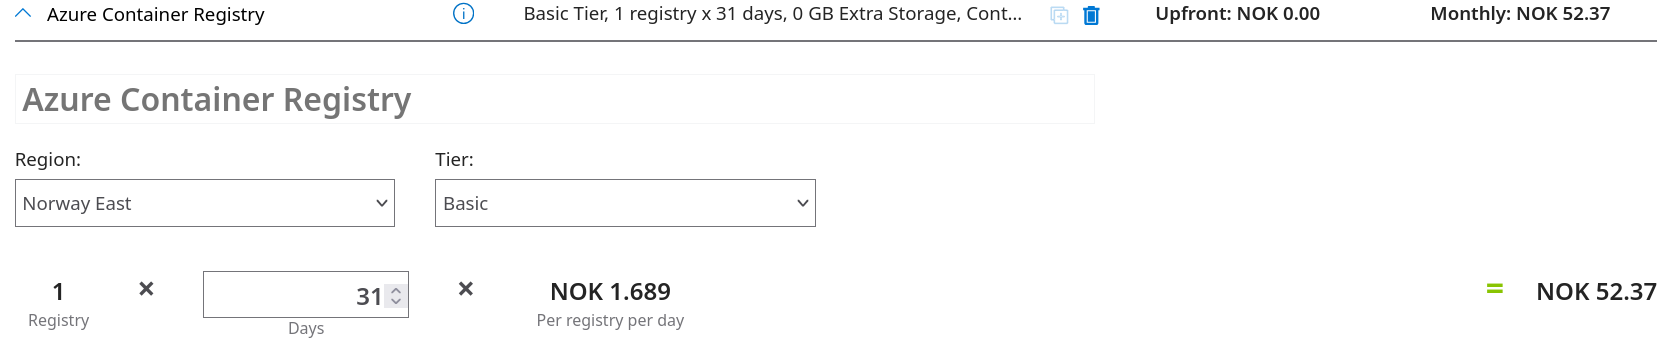 Azure Container Registry
Basic Tier, 1 registry x 31 days, 0 GB Extra Storage, Cont...
Upfront: NOK 0.00
Monthly: NOK 52.37
Azure Container Registry
Region:
Tier:
Norway East
Basic
1 × 31 × NOK 1.689 = NOK 52.37
Registry
Days
Per registry per day